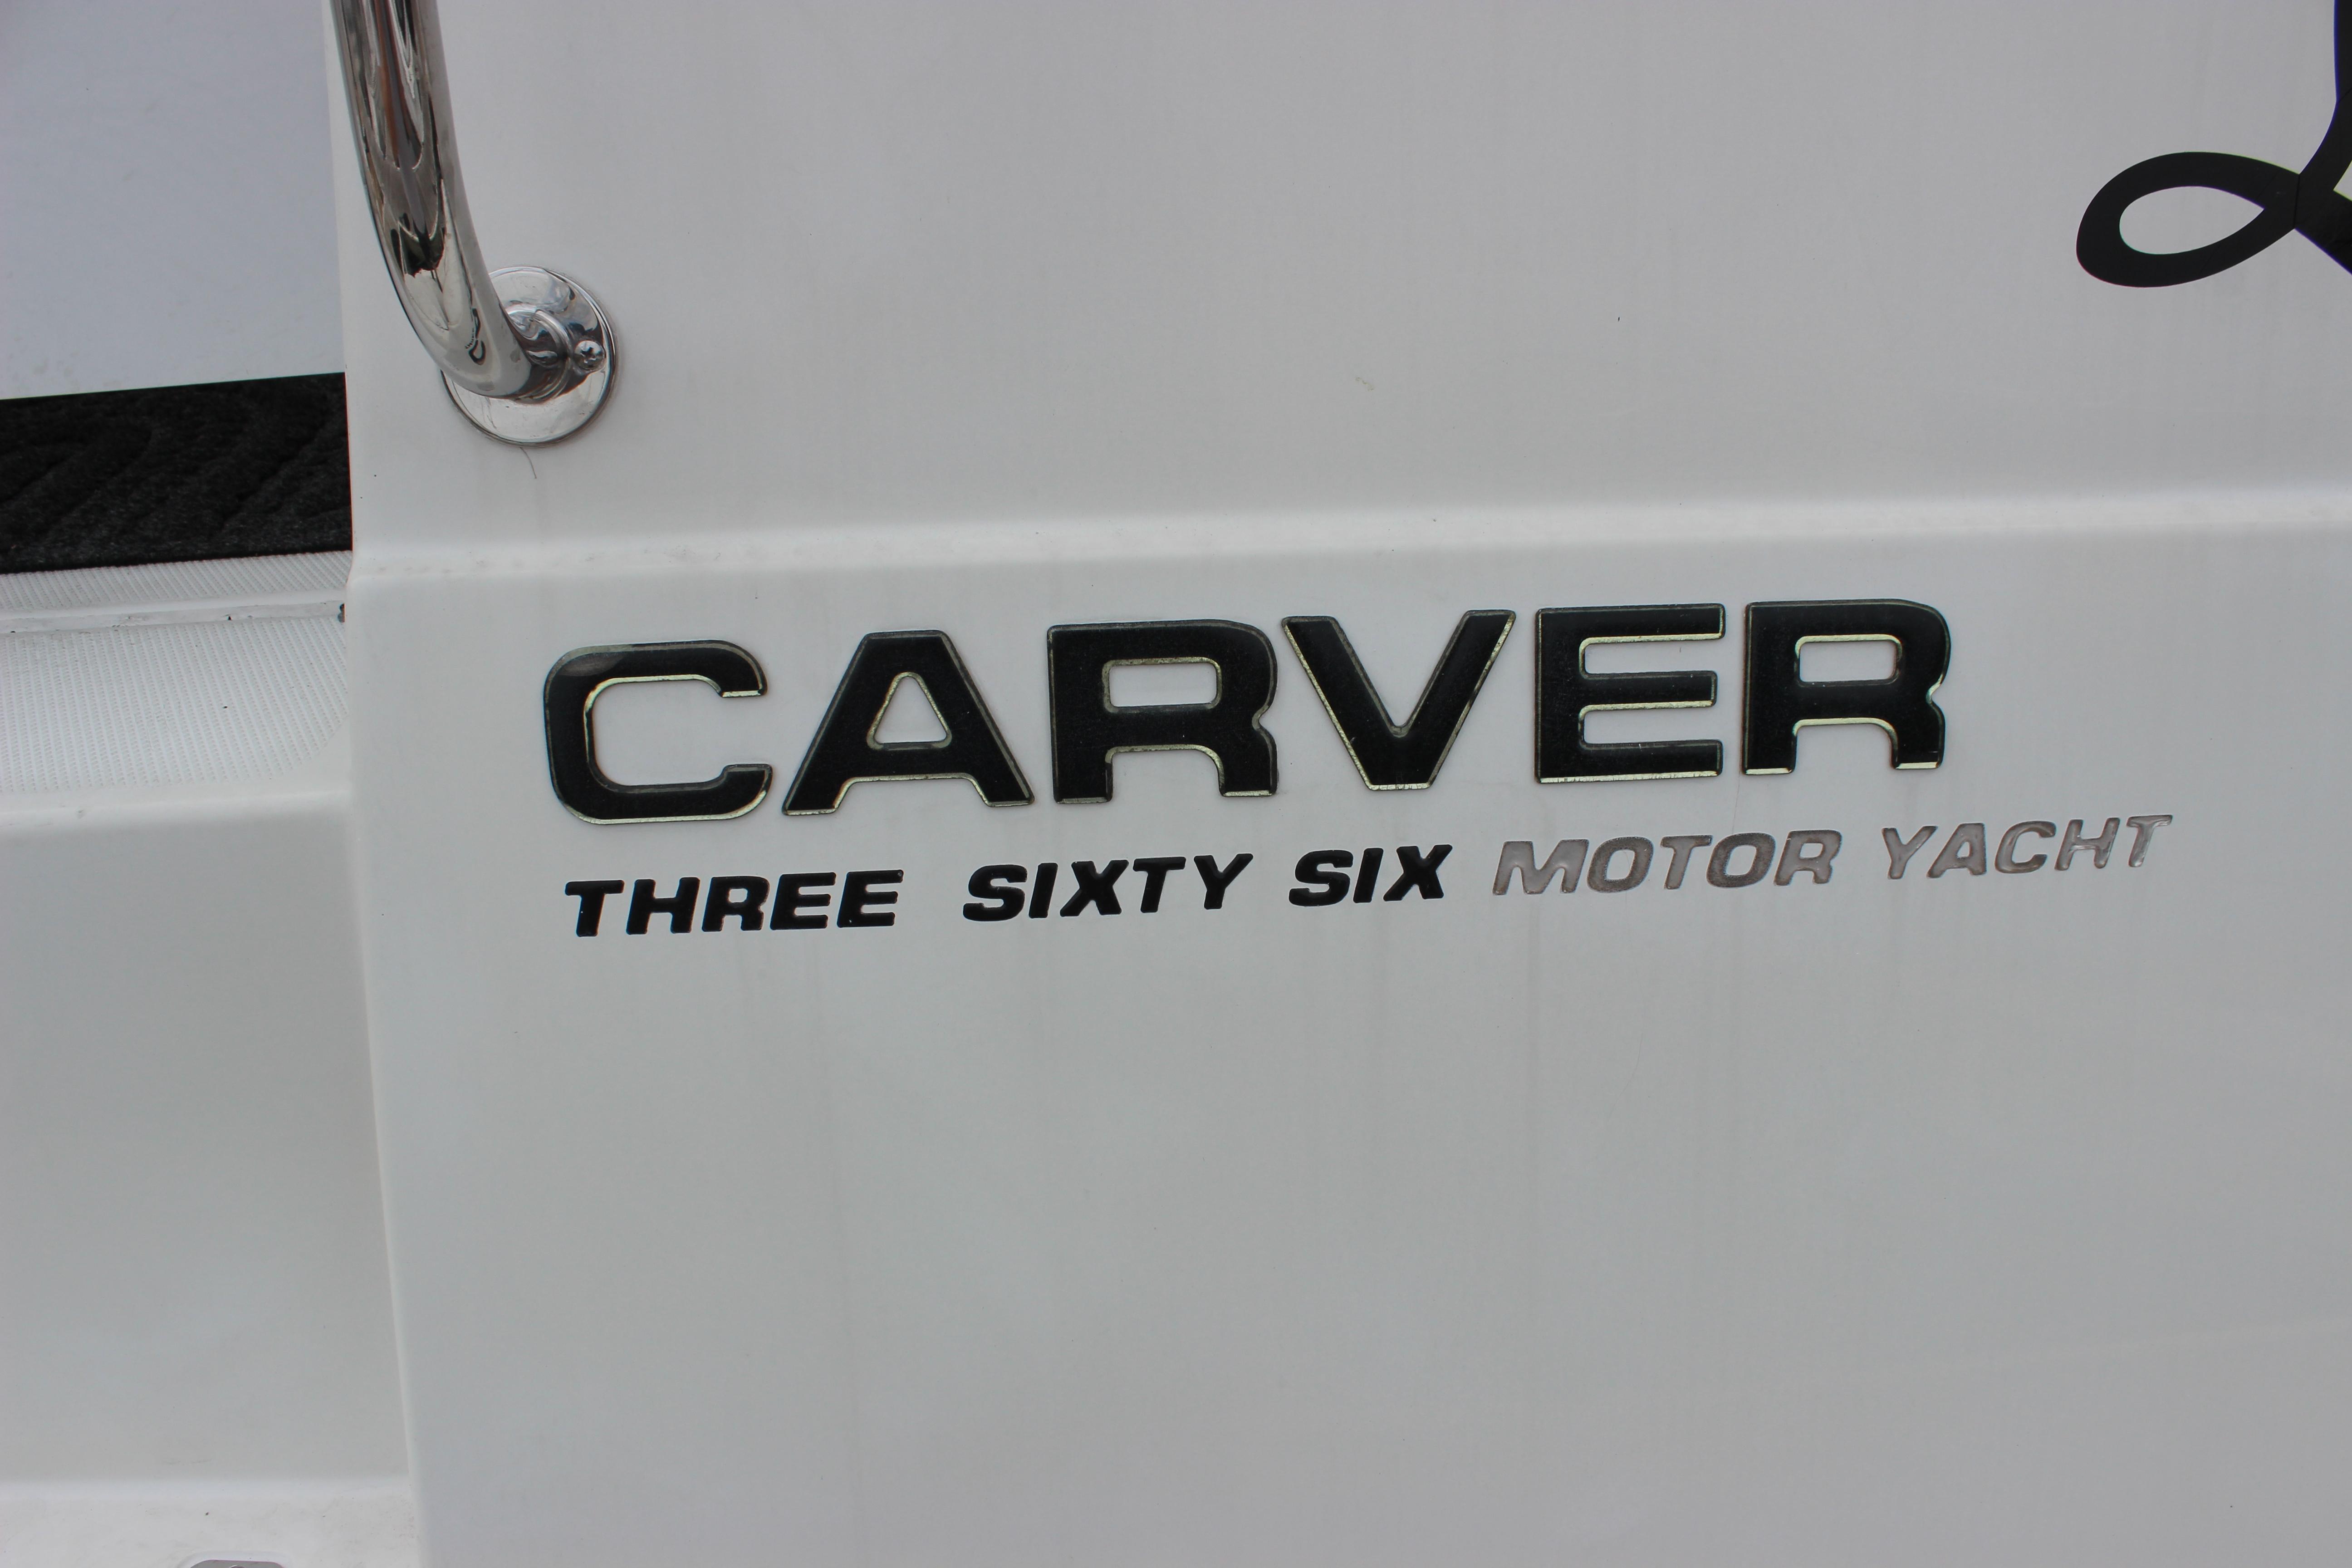 CARVER
THREE SIXTY SIX MOTOR YACHT